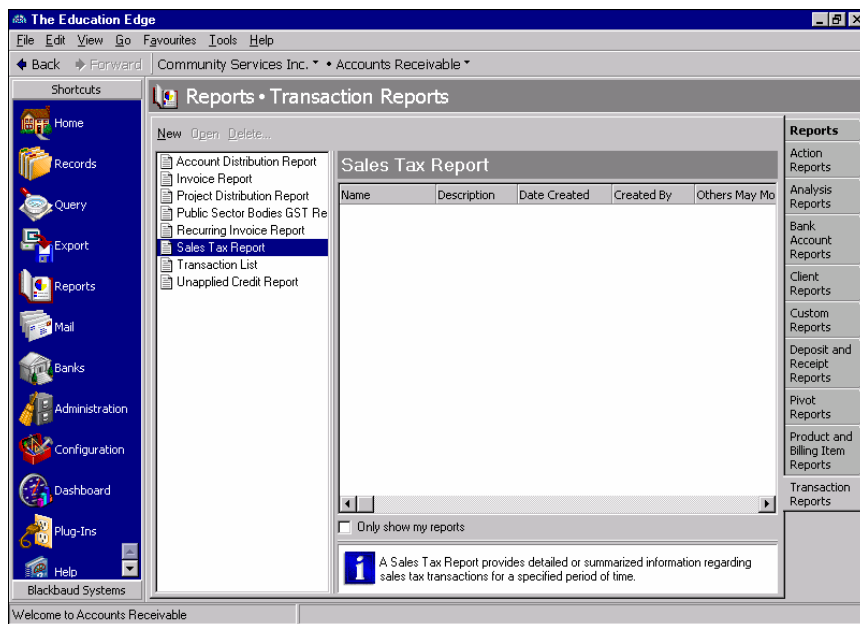 The Education Edge
File Edit View Go Favourites Tools Help
Back Forward Community Services Inc. • Accounts Receivable
Shortcuts
Home
Records
Query
Export
Reports
Mail
Banks
Administration
Configuration
Dashboard
Plug-Ins
Help
Blackbaud Systems
Reports • Transaction Reports
New Open Delete...
Account Distribution Report
Invoice Report
Project Distribution Report
Public Sector Bodies GST Re
Recurring Invoice Report
Sales Tax Report
Transaction List
Unapplied Credit Report
Sales Tax Report
Name Description Date Created Created By Others May Mo
Only show my reports
A Sales Tax Report provides detailed or summarized information regarding
sales tax transactions for a specified period of time.
Reports
Action
Reports
Analysis
Reports
Bank
Account
Reports
Client
Reports
Custom
Reports
Deposit and
Receipt
Reports
Pivot
Reports
Product and
Billing Item
Reports
Transaction
Reports
Welcome to Accounts Receivable